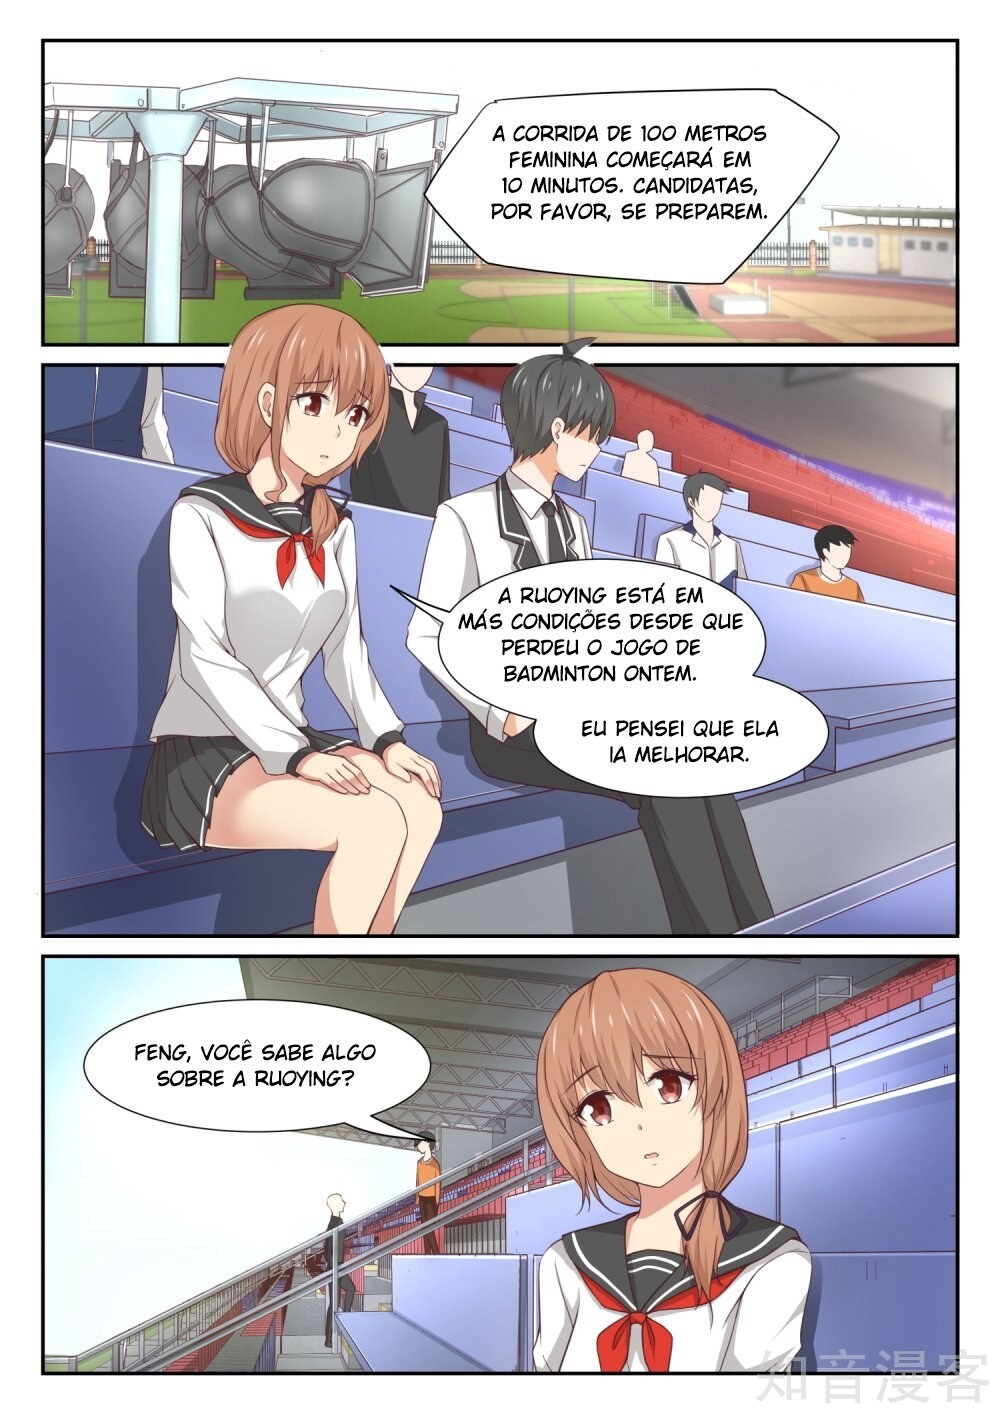 A CORRIDA DE 100 METROS
FEMININA COMEÇARÁ EM
10 MINUTOS. CANDIDATAS,
POR FAVOR, SE PREPAREM.
A RUOYING ESTÁ EM
MÁS CONDIÇÕES DESDE QUE
PERDEU O JOGO DE
BADMINTON ONTEM.
EU PENSEI QUE ELA
IA MELHORAR.
FENG, VOCÊ SABE ALGO
SOBRE A RUOYING?
知音漫客